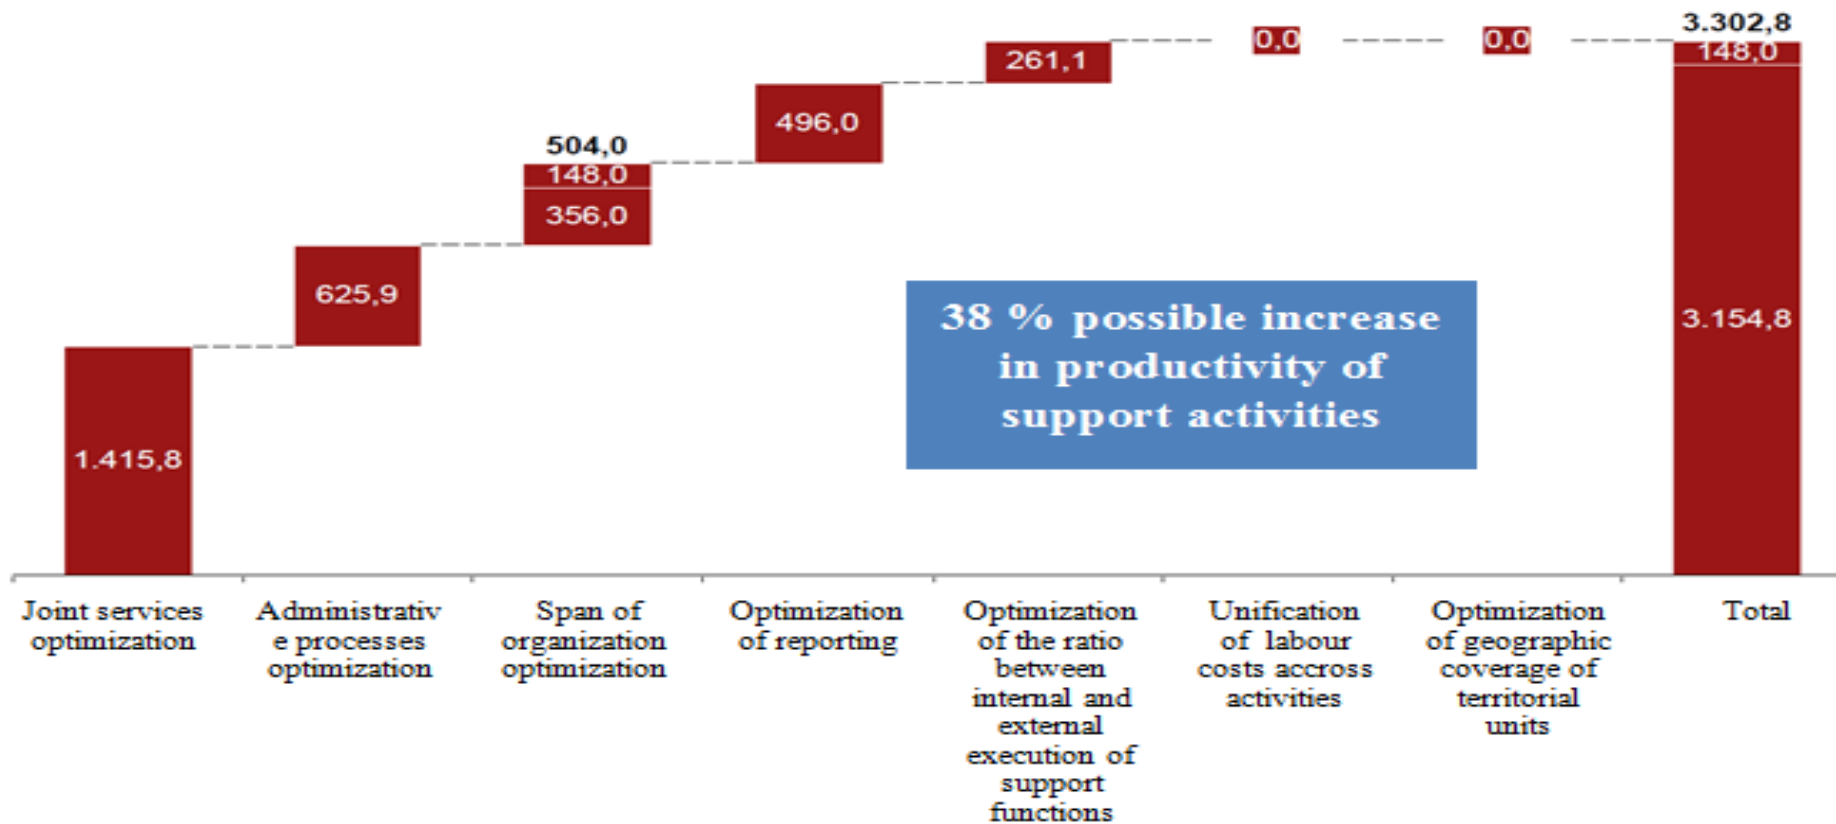 3.302,8
148,0
3.154,8
0,0
0,0
261,1
496,0
504,0
148,0
356,0
625,9
1.415,8
38 % possible increase
in productivity of
support activities
Joint services
optimization
Administrativ
e processes
optimization
Span of
organization
optimization
Optimization
of reporting
Optimization
of the ratio
between
internal and
external
execution of
support
functions
Unification
of labour
costs accross
activities
Optimization
of geographic
coverage of
territorial
units
Total